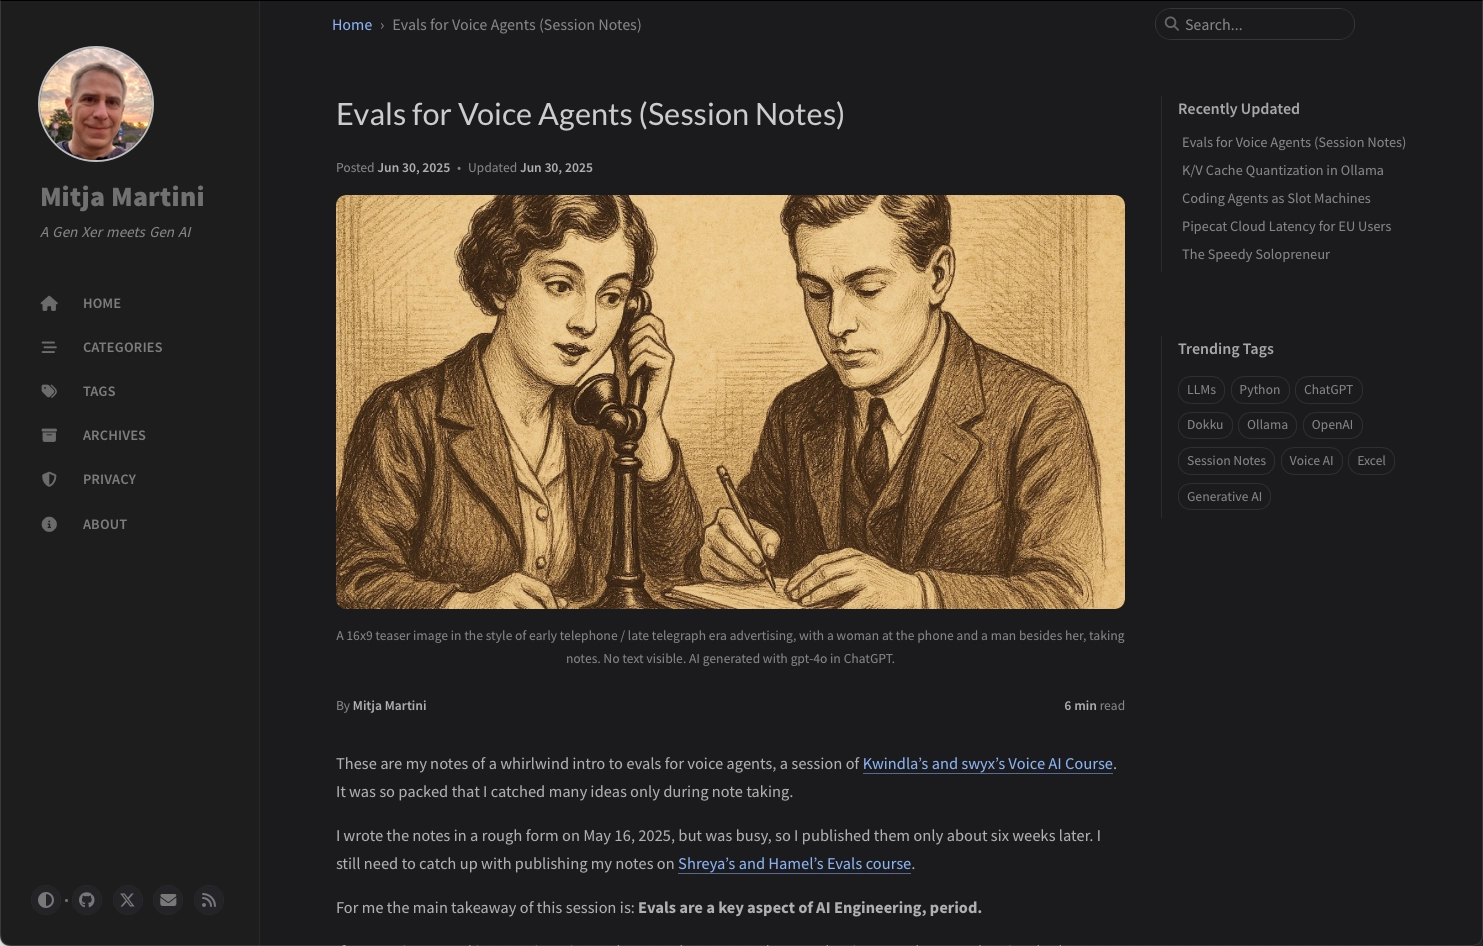 Mitja Martini
A Gen Xer meets Gen AI
HOME
CATEGORIES
TAGS
ARCHIVES
PRIVACY
ABOUT
Home › Evals for Voice Agents (Session Notes)
Search...
Evals for Voice Agents (Session Notes)
Posted Jun 30, 2025 • Updated Jun 30, 2025
A 16x9 teaser image in the style of early telephone / late telegraph era advertising, with a woman at the phone and a man besides her, taking
notes. No text visible. AI generated with gpt-4o in ChatGPT.
By Mitja Martini
6 min read
These are my notes of a whirlwind intro to evals for voice agents, a session of Kwindla’s and swyx’s Voice AI Course.
It was so packed that I catched many ideas only during note taking.
I wrote the notes in a rough form on May 16, 2025, but was busy, so I published them only about six weeks later. I
still need to catch up with publishing my notes on Shreya’s and Hamel’s Evals course.
For me the main takeaway of this session is: Evals are a key aspect of AI Engineering, period.
Recently Updated
Evals for Voice Agents (Session Notes)
K/V Cache Quantization in Ollama
Coding Agents as Slot Machines
Pipecat Cloud Latency for EU Users
The Speedy Solopreneur
Trending Tags
LLMs Python ChatGPT
Dokku Ollama OpenAI
Session Notes Voice AI Excel
Generative AI